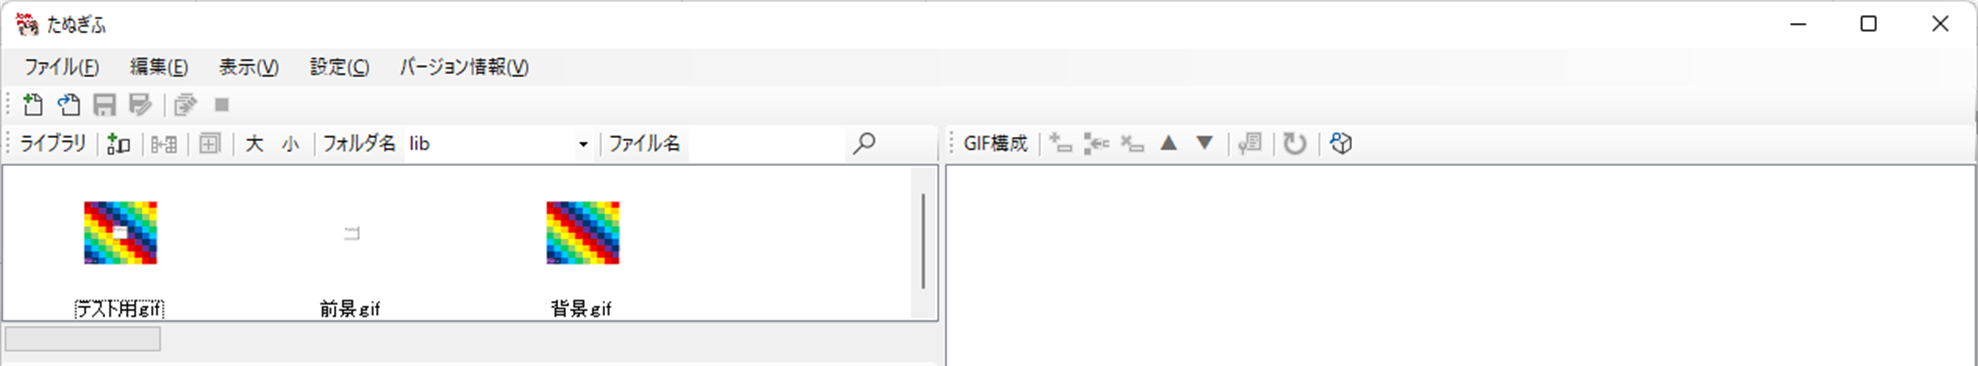 たぬぎふ
ファイル(F) 編集(E) 表示(V) 設定(C) バージョン情報(V)
ライブラリ 大 小 フォルダ名 lib ファイル名 GIF構成
テスト用.gif 前景.gif 背景.gif